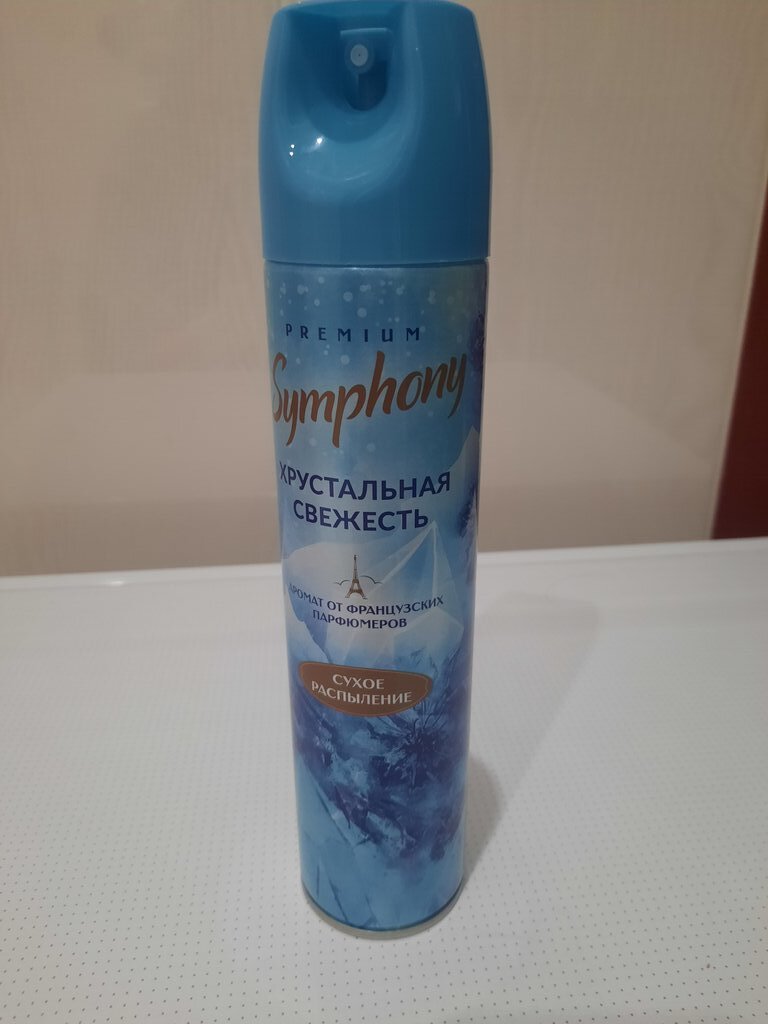 PREMIUM
Symphony
ХРУСТАЛЬНАЯ
СВЕЖЕСТЬ
АРОМАТ ОТ ФРАНЦУЗСКИХ
ПАРФЮМЕРОВ
СУХОЕ
РАСПЫЛЕНИЕ